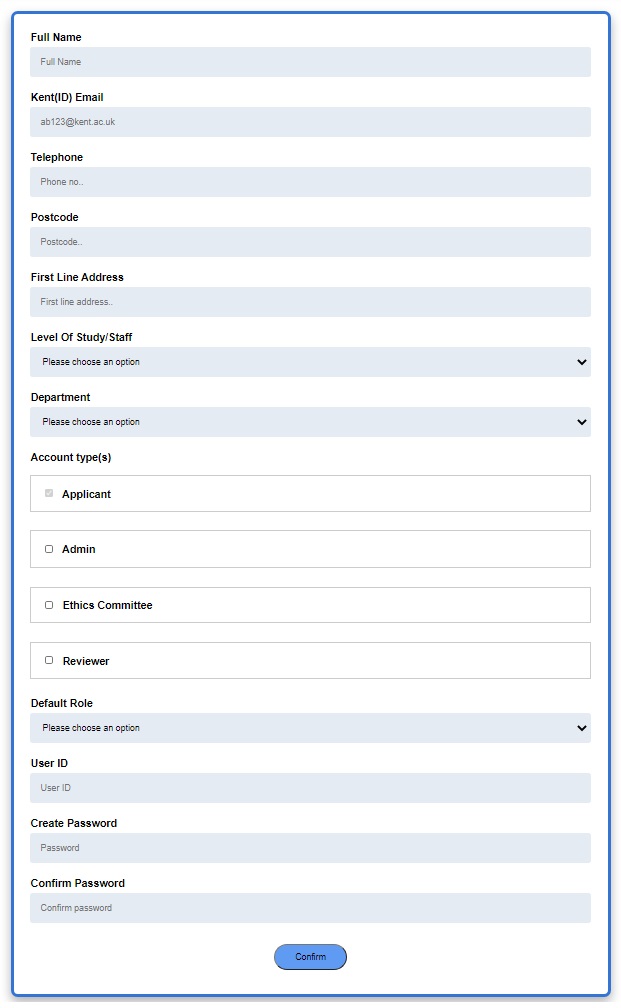 Full Name
Full Name
Kent(ID) Email
ab123@kent.ac.uk
Telephone
Phone no..
Postcode
Postcode..
First Line Address
First line address..
Level Of Study/Staff
Please choose an option
Department
Please choose an option
Account type(s)
Applicant
Admin
Ethics Committee
Reviewer
Default Role
Please choose an option
User ID
User ID
Create Password
Password
Confirm Password
Confirm password
Confirm